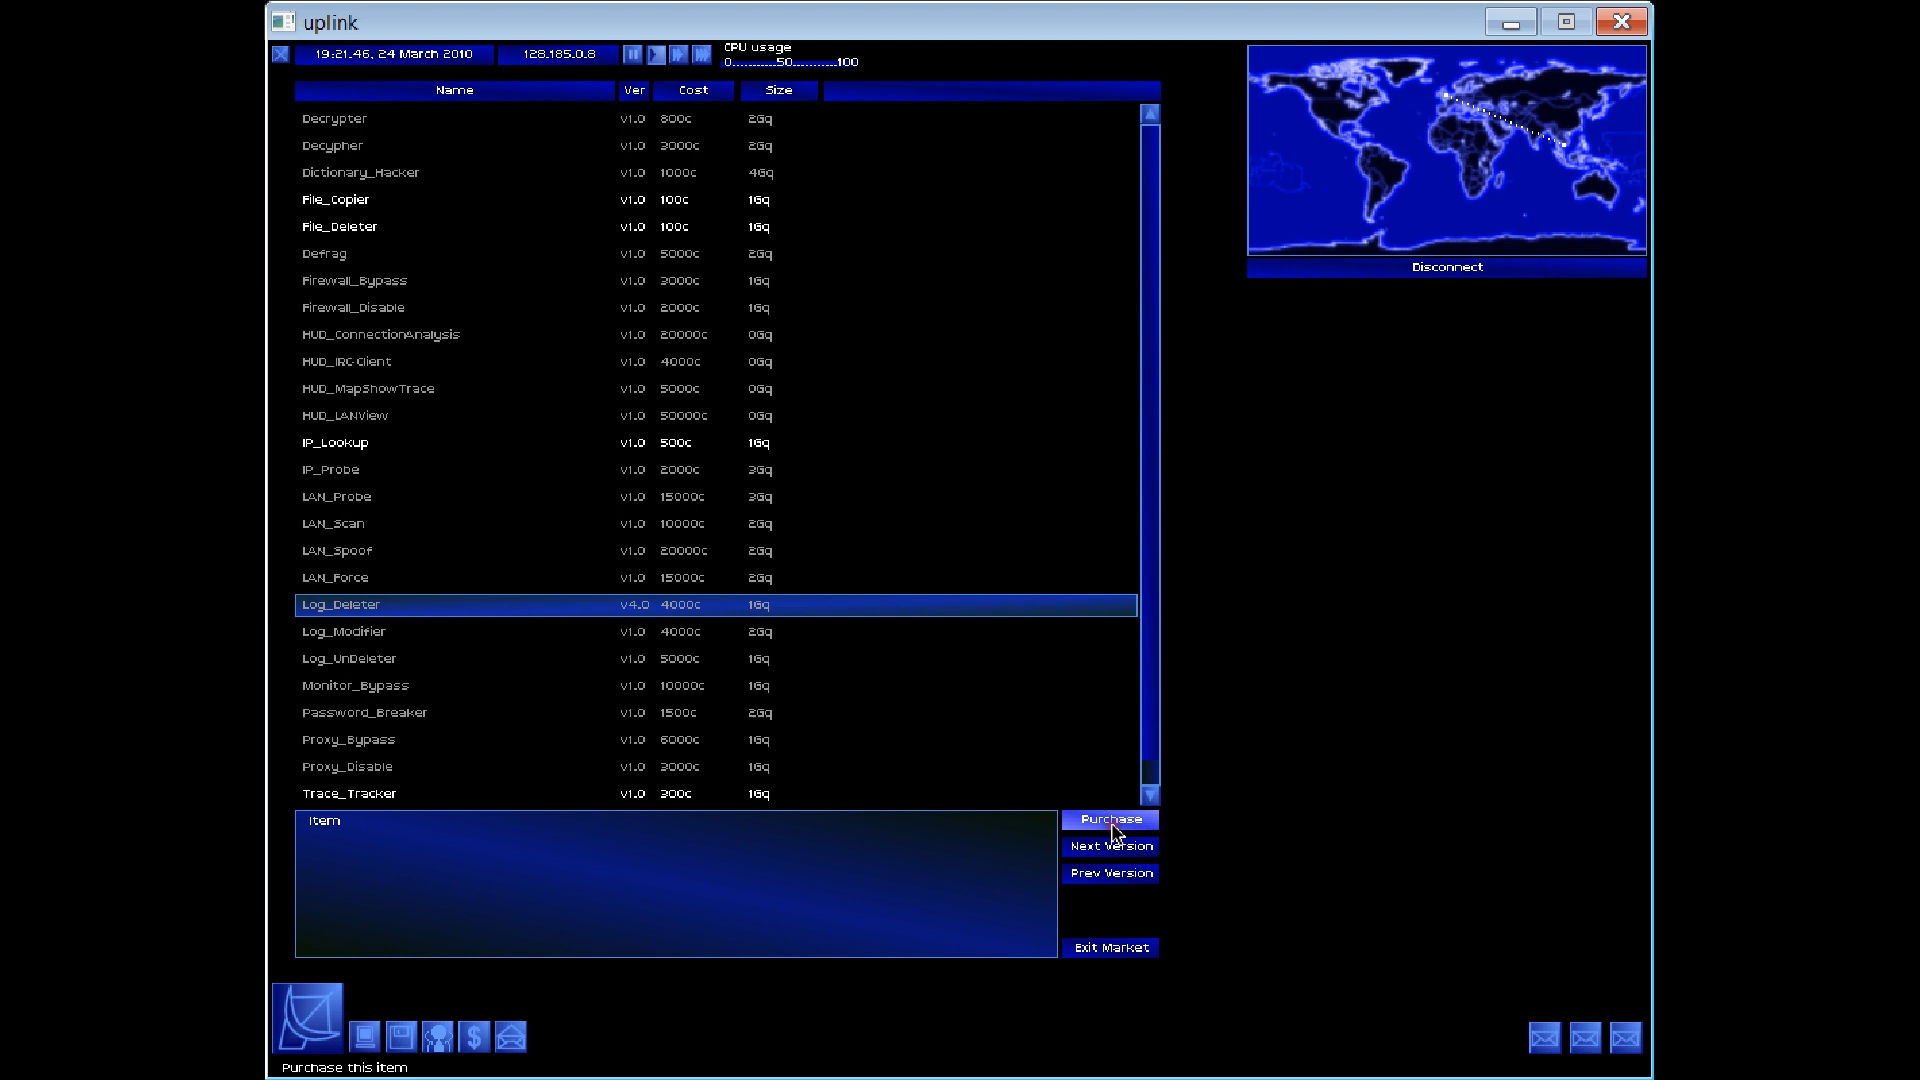 uplink
19:21.46, 24 March 2010 128.185.0.8 CPU usage
0...........50...........100
Name Ver Cost Size
Decrypter v1.0 800c 2Gq
Decypher v1.0 3000c 2Gq
Dictionary_Hacker v1.0 1000c 4Gq
File_Copier v1.0 100c 1Gq
File_Deleter v1.0 100c 1Gq
Defrag v1.0 5000c 2Gq
Firewall_Bypass v1.0 3000c 1Gq
Firewall_Disable v1.0 2000c 1Gq
HUD_ConnectionAnalysis v1.0 20000c 0Gq
HUD_IRC-Client v1.0 4000c 0Gq
HUD_MapShowTrace v1.0 5000c 0Gq
HUD_LANView v1.0 50000c 0Gq
IP_Lookup v1.0 500c 1Gq
IP_Probe v1.0 2000c 3Gq
LAN_Probe v1.0 15000c 3Gq
LAN_Scan v1.0 10000c 2Gq
LAN_Spoof v1.0 20000c 2Gq
LAN_Force v1.0 15000c 2Gq
Log_Deleter v4.0 4000c 1Gq
Log_Modifier v1.0 4000c 2Gq
Log_UnDeleter v1.0 5000c 1Gq
Monitor_Bypass v1.0 10000c 1Gq
Password_Breaker v1.0 1500c 2Gq
Proxy_Bypass v1.0 6000c 1Gq
Proxy_Disable v1.0 3000c 1Gq
Trace_Tracker v1.0 300c 1Gq
Disconnect
Item
Purchase
Next Version
Prev Version
Exit Market
Purchase this item